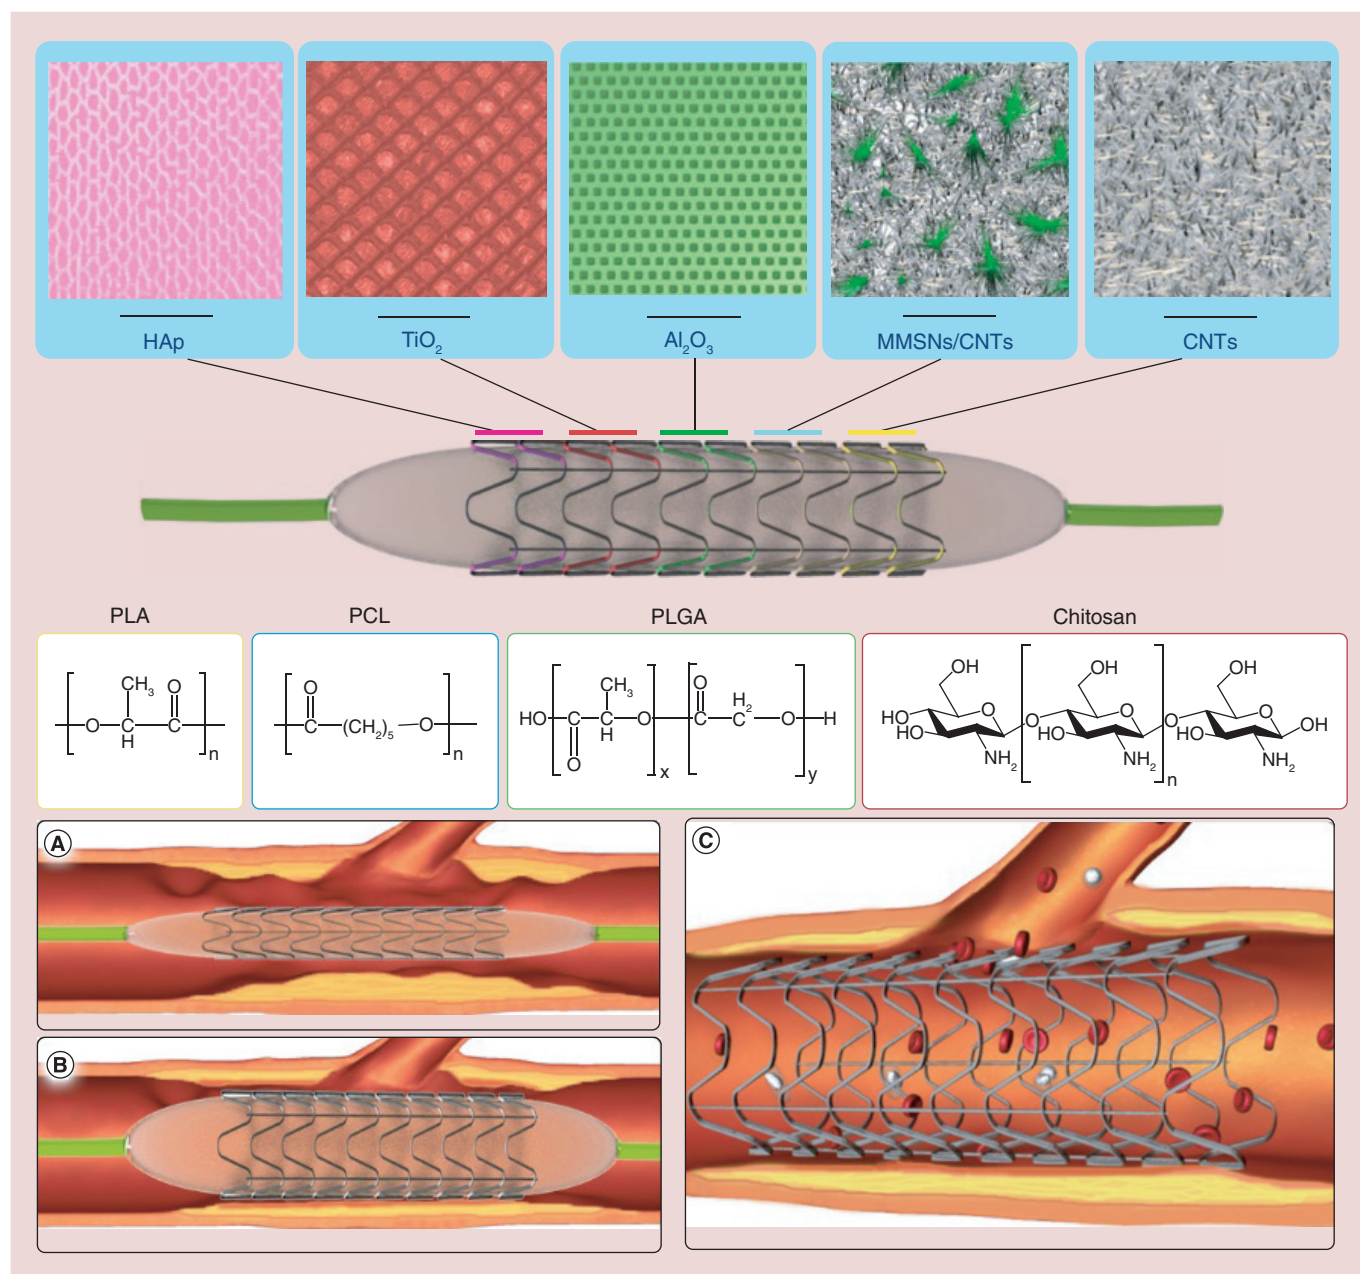 HAp
TiO2
Al2O3
MMSNs/CNTs
CNTs
PLA
PCL
PLGA
Chitosan
CH3 O
O C C
H
n
O
C (CH2)5 O
n
CH3 O H2
HO C C O C C O H
H
O
x
y
OH OH OH
HO O O O O O OH
HO HO HO
NH2 NH2 NH2
n
A
B
C